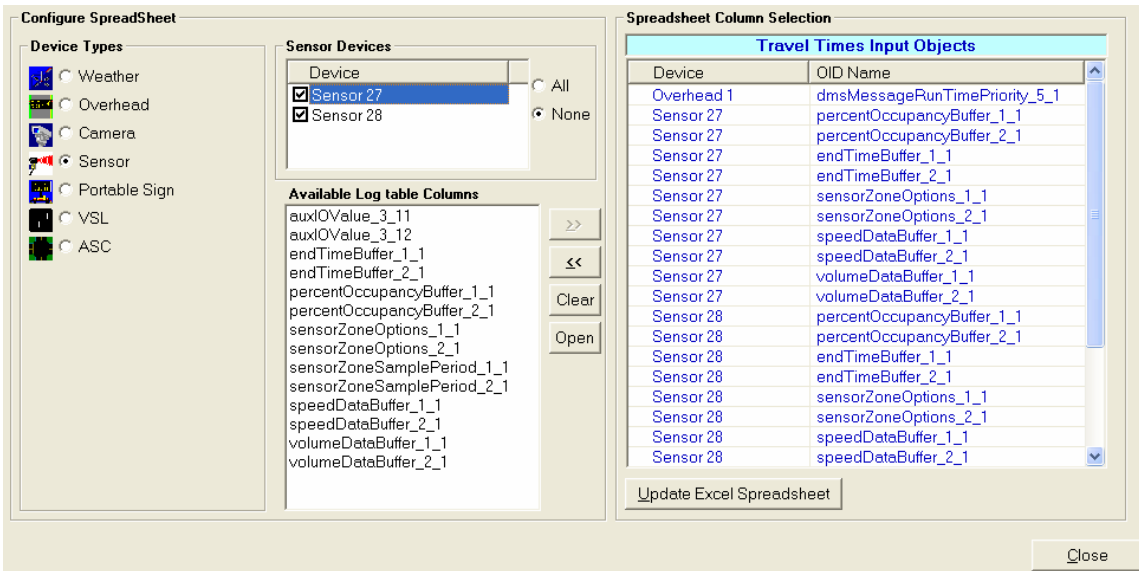 Configure SpreadSheet
Device Types
Weather
Overhead
Camera
Sensor
Portable Sign
VSL
ASC
Sensor Devices
Device
Sensor 27
Sensor 28
All
None
Available Log table Columns
auxIOValue_3_11
auxIOValue_3_12
endTimeBuffer_1_1
endTimeBuffer_2_1
percentOccupancyBuffer_1_1
percentOccupancyBuffer_2_1
sensorZoneOptions_1_1
sensorZoneOptions_2_1
sensorZoneSamplePeriod_1_1
sensorZoneSamplePeriod_2_1
speedDataBuffer_1_1
speedDataBuffer_2_1
volumeDataBuffer_1_1
volumeDataBuffer_2_1
>>
<<
Clear
Open
Spreadsheet Column Selection
Travel Times Input Objects
Device OID Name
Overhead 1 dmsMessageRunTimePriority_5_1
Sensor 27 percentOccupancyBuffer_1_1
Sensor 27 percentOccupancyBuffer_2_1
Sensor 27 endTimeBuffer_1_1
Sensor 27 endTimeBuffer_2_1
Sensor 27 sensorZoneOptions_1_1
Sensor 27 sensorZoneOptions_2_1
Sensor 27 speedDataBuffer_1_1
Sensor 27 speedDataBuffer_2_1
Sensor 27 volumeDataBuffer_1_1
Sensor 27 volumeDataBuffer_2_1
Sensor 28 percentOccupancyBuffer_1_1
Sensor 28 percentOccupancyBuffer_2_1
Sensor 28 endTimeBuffer_1_1
Sensor 28 endTimeBuffer_2_1
Sensor 28 sensorZoneOptions_1_1
Sensor 28 sensorZoneOptions_2_1
Sensor 28 speedDataBuffer_1_1
Sensor 28 speedDataBuffer_2_1
Update Excel Spreadsheet
Close